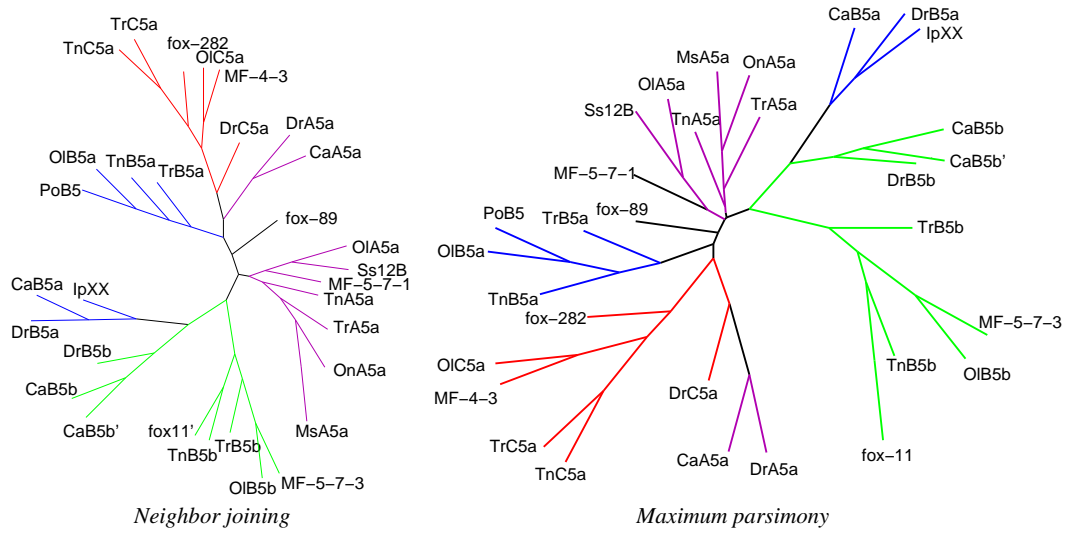 TrC5a
TnC5a
fox−282
OlC5a
MF−4−3
DrC5a
DrA5a
CaA5a
OlB5a
TnB5a
TrB5a
PoB5
fox−89
OlA5a
Ss12B
MF−5−7−1
TnA5a
TrA5a
OnA5a
MsA5a
CaB5a
IpXX
DrB5a
DrB5b
CaB5b
CaB5b'
fox11'
TnB5b
TrB5b
OlB5b
MF−5−7−3
Neighbor joining
CaB5a
DrB5a
IpXX
MsA5a
OnA5a
OlA5a
Ss12B
TnA5a
TrA5a
CaB5b
CaB5b'
DrB5b
MF−5−7−1
fox−89
PoB5
TrB5a
OlB5a
TnB5a
TrB5b
fox−282
OlC5a
MF−4−3
DrC5a
TrC5a
TnC5a
CaA5a
DrA5a
MF−5−7−3
TnB5b
OlB5b
fox−11
Maximum parsimony